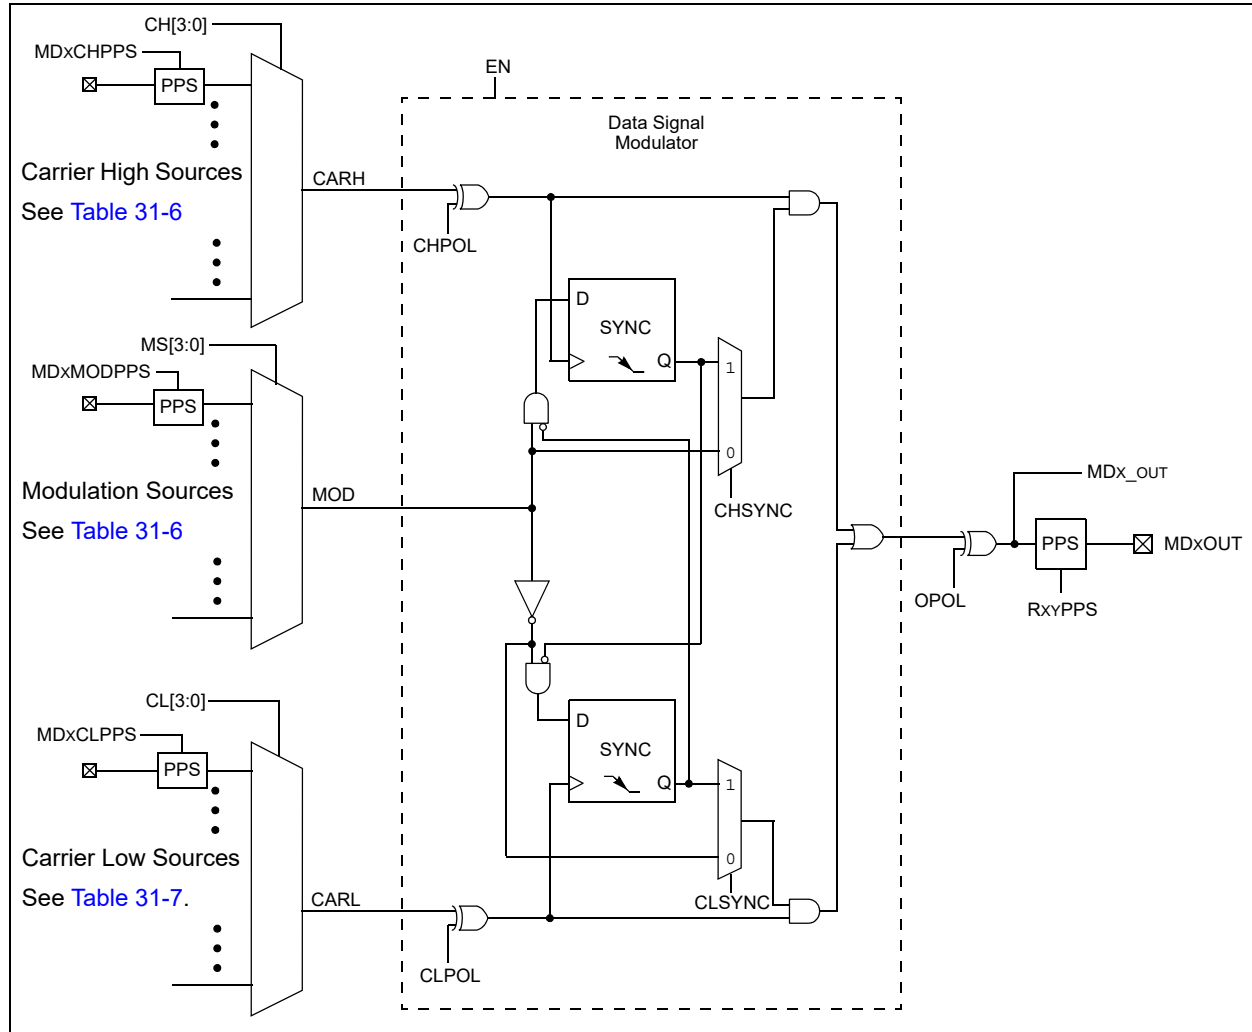 CH[3:0]
MDxCHPPS
PPS
Carrier High Sources
See Table 31-6
CARH
CHPOL
MS[3:0]
MDxMODPPS
PPS
Modulation Sources
See Table 31-6
MOD
CL[3:0]
MDxCLPPS
PPS
Carrier Low Sources
See Table 31-7.
CARL
CLPOL
EN
Data Signal
Modulator
D
SYNC
Q
1
0
CHSYNC
D
SYNC
Q
1
0
CLSYNC
OPOL
MDx_OUT
PPS
MDxOUT
RxyPPS